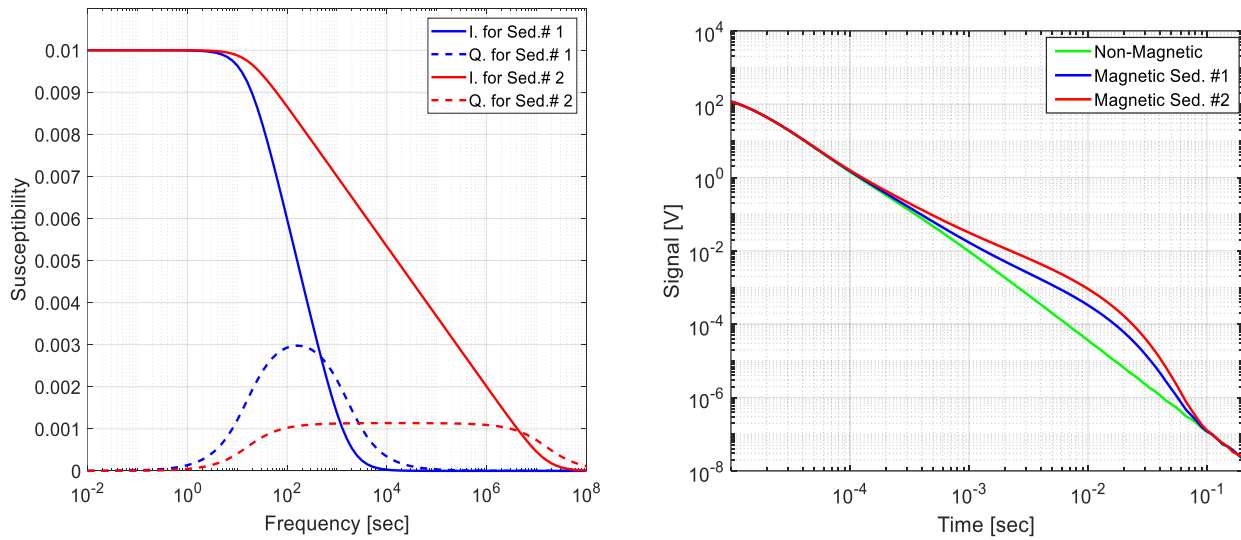 I. for Sed.# 1
Q. for Sed.# 1
I. for Sed.# 2
Q. for Sed.# 2
Susceptibility
0.01
0.009
0.008
0.007
0.006
0.005
0.004
0.003
0.002
0.001
0
10^-2
10^0
10^2
10^4
10^6
10^8
Frequency [sec]
Non-Magnetic
Magnetic Sed. #1
Magnetic Sed. #2
Signal [V]
10^4
10^2
10^0
10^-2
10^-4
10^-6
10^-8
10^-4
10^-3
10^-2
10^-1
Time [sec]